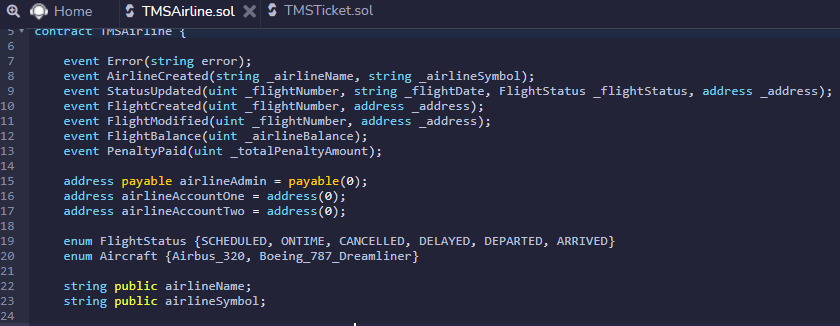 Home TMSAirline.sol TMSTicket.sol
5 contract TMSAirline {
6
7 event Error(string error);
8 event AirlineCreated(string _airlineName, string _airlineSymbol);
9 event StatusUpdated(uint _flightNumber, string _flightDate, FlightStatus _flightStatus, address _address);
10 event FlightCreated(uint _flightNumber, address _address);
11 event FlightModified(uint _flightNumber, address _address);
12 event FlightBalance(uint _airlineBalance);
13 event PenaltyPaid(uint _totalPenaltyAmount);
14
15 address payable airlineAdmin = payable(0);
16 address airlineAccountOne = address(0);
17 address airlineAccountTwo = address(0);
18
19 enum FlightStatus {SCHEDULED, ONTIME, CANCELLED, DELAYED, DEPARTED, ARRIVED}
20 enum Aircraft {Airbus_320, Boeing_787_Dreamliner}
21
22 string public airlineName;
23 string public airlineSymbol;
24